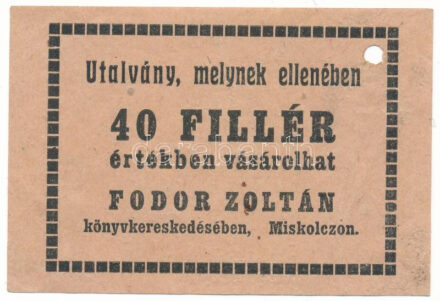 Utalvány, melynek ellenében
40 FILLÉR
értékben vásárolhat
FODOR ZOLTÁN
könyvkereskedésében, Miskolczon.